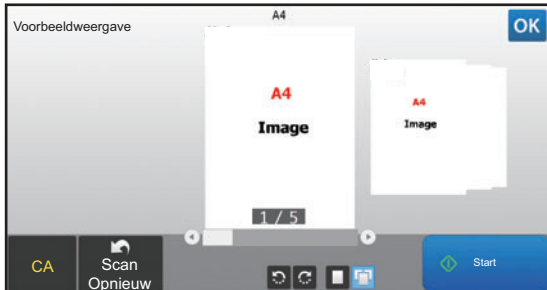 A4
Voorbeeldweergave
OK
A4
Image
A4
Image
1 / 5
CA
Scan
Opnieuw
Start